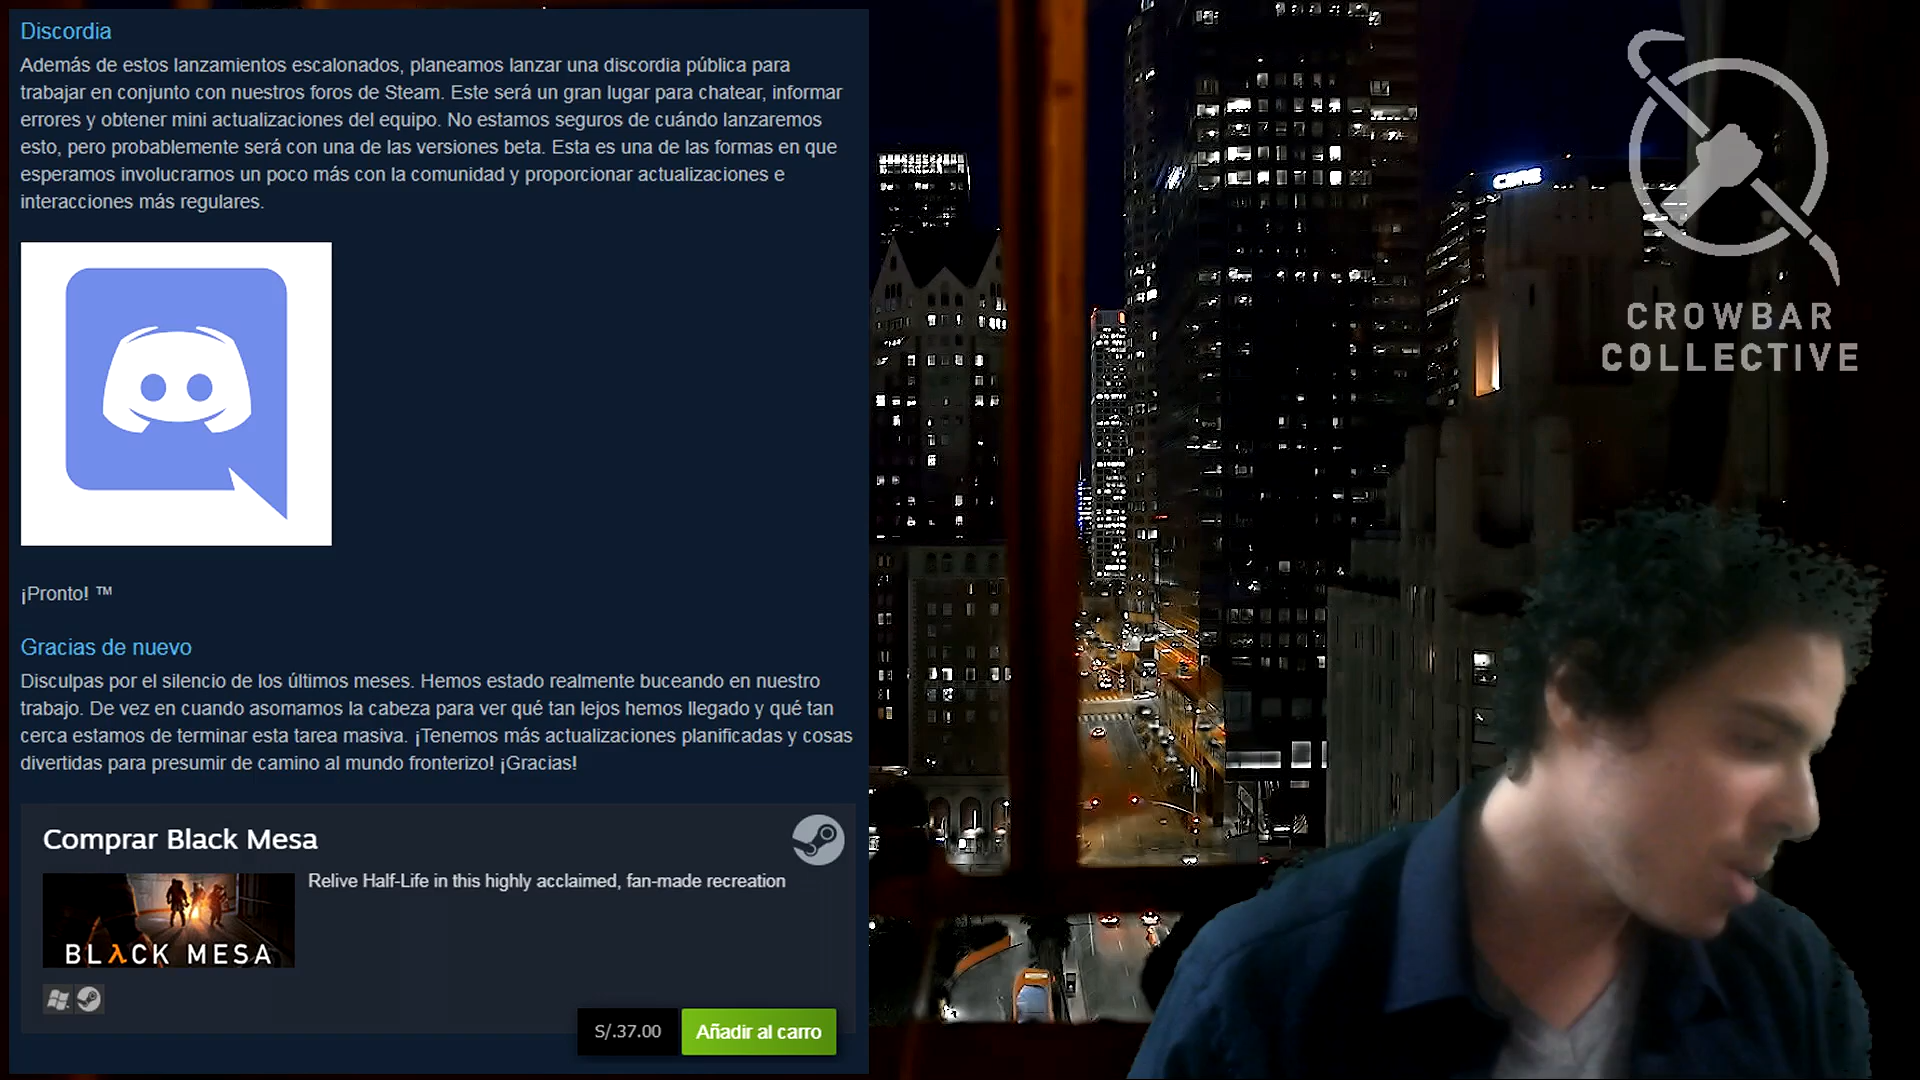 Discordia
Además de estos lanzamientos escalonados, planeamos lanzar una discordia pública para
trabajar en conjunto con nuestros foros de Steam. Este será un gran lugar para chatear, informar
errores y obtener mini actualizaciones del equipo. No estamos seguros de cuándo lanzaremos
esto, pero probablemente será con una de las versiones beta. Esta es una de las formas en que
esperamos involucrarnos un poco más con la comunidad y proporcionar actualizaciones e
interacciones más regulares.
¡Pronto! ™
Gracias de nuevo
Disculpas por el silencio de los últimos meses. Hemos estado realmente buceando en nuestro
trabajo. De vez en cuando asomamos la cabeza para ver qué tan lejos hemos llegado y qué tan
cerca estamos de terminar esta tarea masiva. ¡Tenemos más actualizaciones planificadas y cosas
divertidas para presumir de camino al mundo fronterizo! ¡Gracias!
Comprar Black Mesa
Relive Half-Life in this highly acclaimed, fan-made recreation
BLλCK MESA
S/.37.00
Añadir al carro
CROWBAR
COLLECTIVE